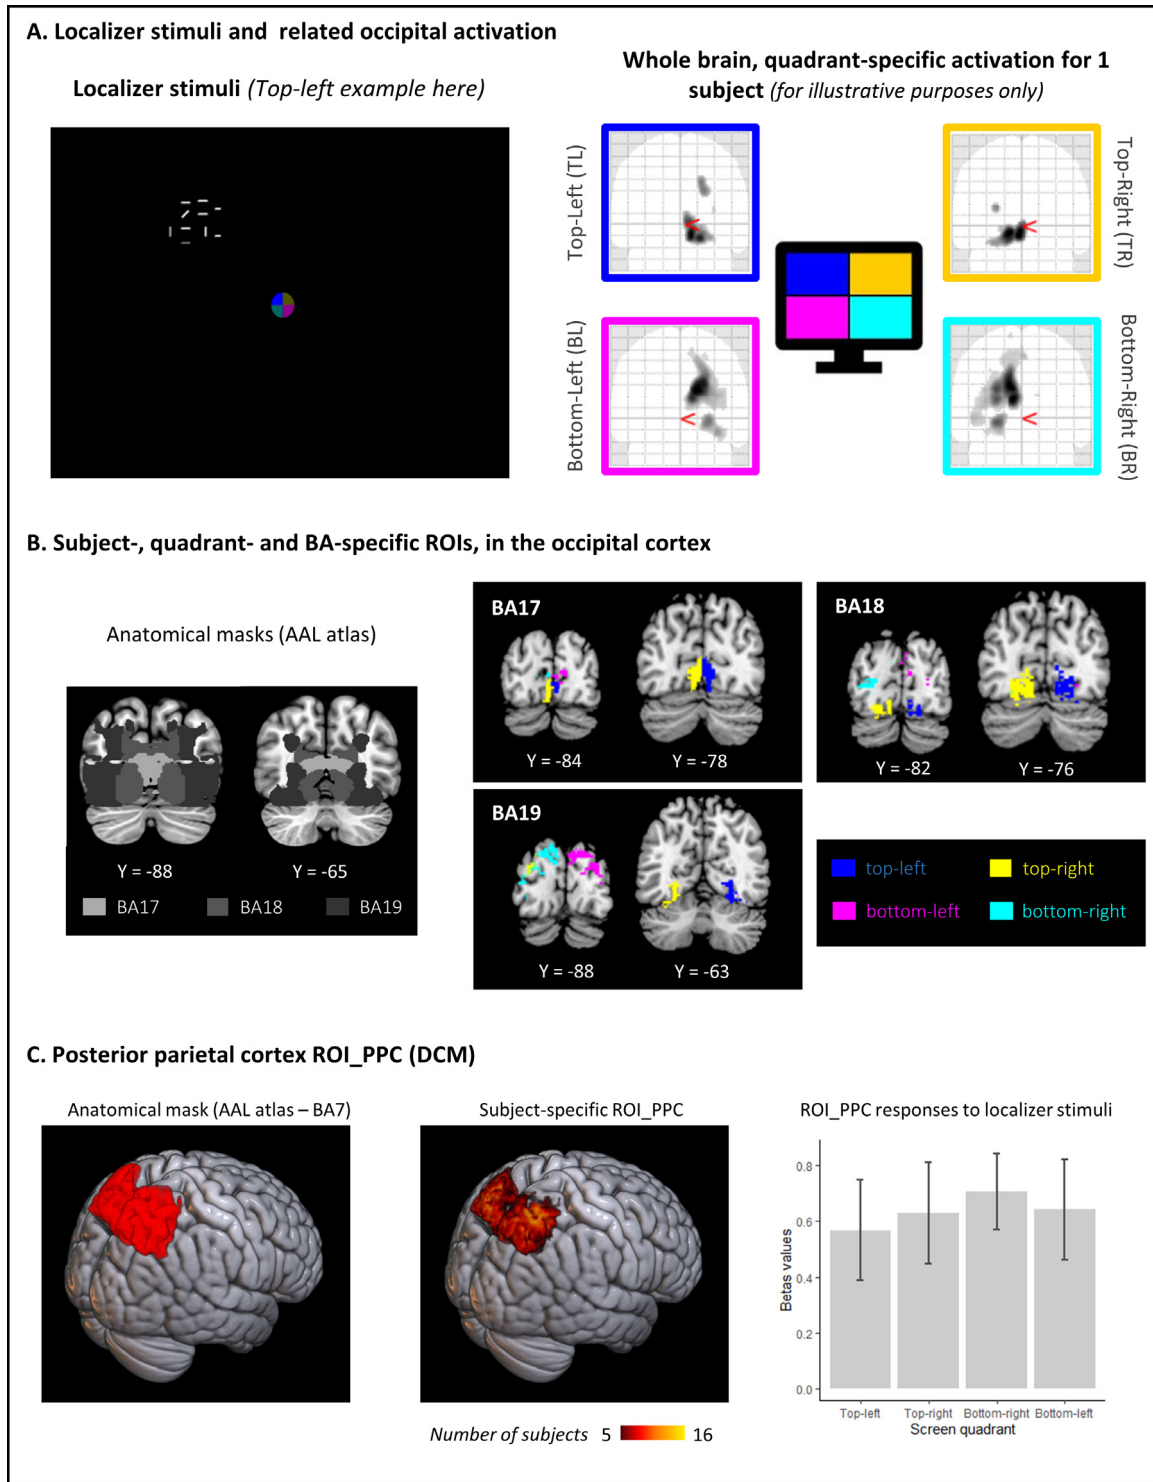 A. Localizer stimuli and related occipital activation
Localizer stimuli (Top-left example here)
Whole brain, quadrant-specific activation for 1
subject (for illustrative purposes only)
Top-Left (TL)
Top-Right (TR)
Bottom-Left (BL)
Bottom-Right (BR)
B. Subject-, quadrant- and BA-specific ROIs, in the occipital cortex
Anatomical masks (AAL atlas)
Y = -88
Y = -65
BA17
BA18
BA19
BA17
Y = -84
Y = -78
BA18
Y = -82
Y = -76
BA19
Y = -88
Y = -63
top-left
top-right
bottom-left
bottom-right
C. Posterior parietal cortex ROI_PPC (DCM)
Anatomical mask (AAL atlas – BA7)
Subject-specific ROI_PPC
Number of subjects 5 16
ROI_PPC responses to localizer stimuli
Betas values
0.8
0.6
0.4
0.2
0.0
Top-left Top-right Bottom-right Bottom-left
Screen quadrant